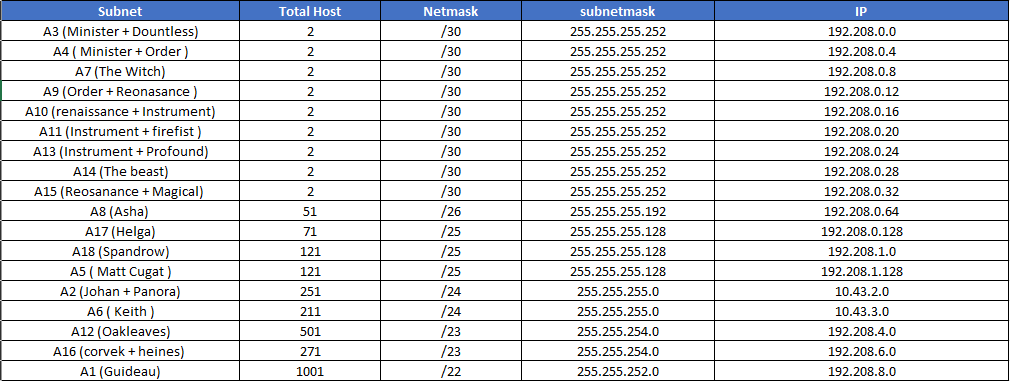 Subnet Total Host Netmask subnetmask IP
A3 (Minister + Dountless) 2 /30 255.255.255.252 192.208.0.0
A4 ( Minister + Order ) 2 /30 255.255.255.252 192.208.0.4
A7 (The Witch) 2 /30 255.255.255.252 192.208.0.8
A9 (Order + Reonasance ) 2 /30 255.255.255.252 192.208.0.12
A10 (renaissance + Instrument) 2 /30 255.255.255.252 192.208.0.16
A11 (Instrument + firefist ) 2 /30 255.255.255.252 192.208.0.20
A13 (Instrument + Profound) 2 /30 255.255.255.252 192.208.0.24
A14 (The beast) 2 /30 255.255.255.252 192.208.0.28
A15 (Reosanance + Magical) 2 /30 255.255.255.252 192.208.0.32
A8 (Asha) 51 /26 255.255.255.192 192.208.0.64
A17 (Helga) 71 /25 255.255.255.128 192.208.0.128
A18 (Spandrow) 121 /25 255.255.255.128 192.208.1.0
A5 ( Matt Cugat ) 121 /25 255.255.255.128 192.208.1.128
A2 (Johan + Panora) 251 /24 255.255.255.0 10.43.2.0
A6 ( Keith ) 211 /24 255.255.255.0 10.43.3.0
A12 (Oakleaves) 501 /23 255.255.254.0 192.208.4.0
A16 (corvek + heines) 271 /23 255.255.254.0 192.208.6.0
A1 (Guideau) 1001 /22 255.255.252.0 192.208.8.0